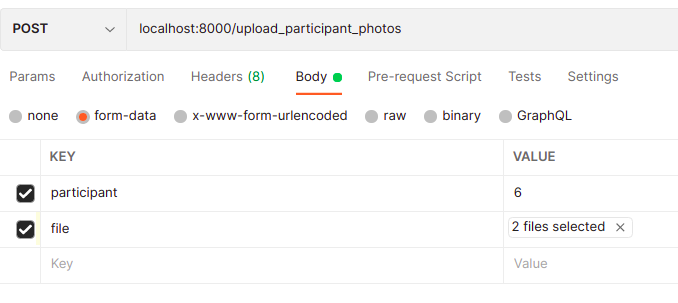 POST localhost:8000/upload_participant_photos
Params Authorization Headers (8) Body Pre-request Script Tests Settings
none form-data x-www-form-urlencoded raw binary GraphQL
KEY VALUE
participant 6
file 2 files selected
Key Value